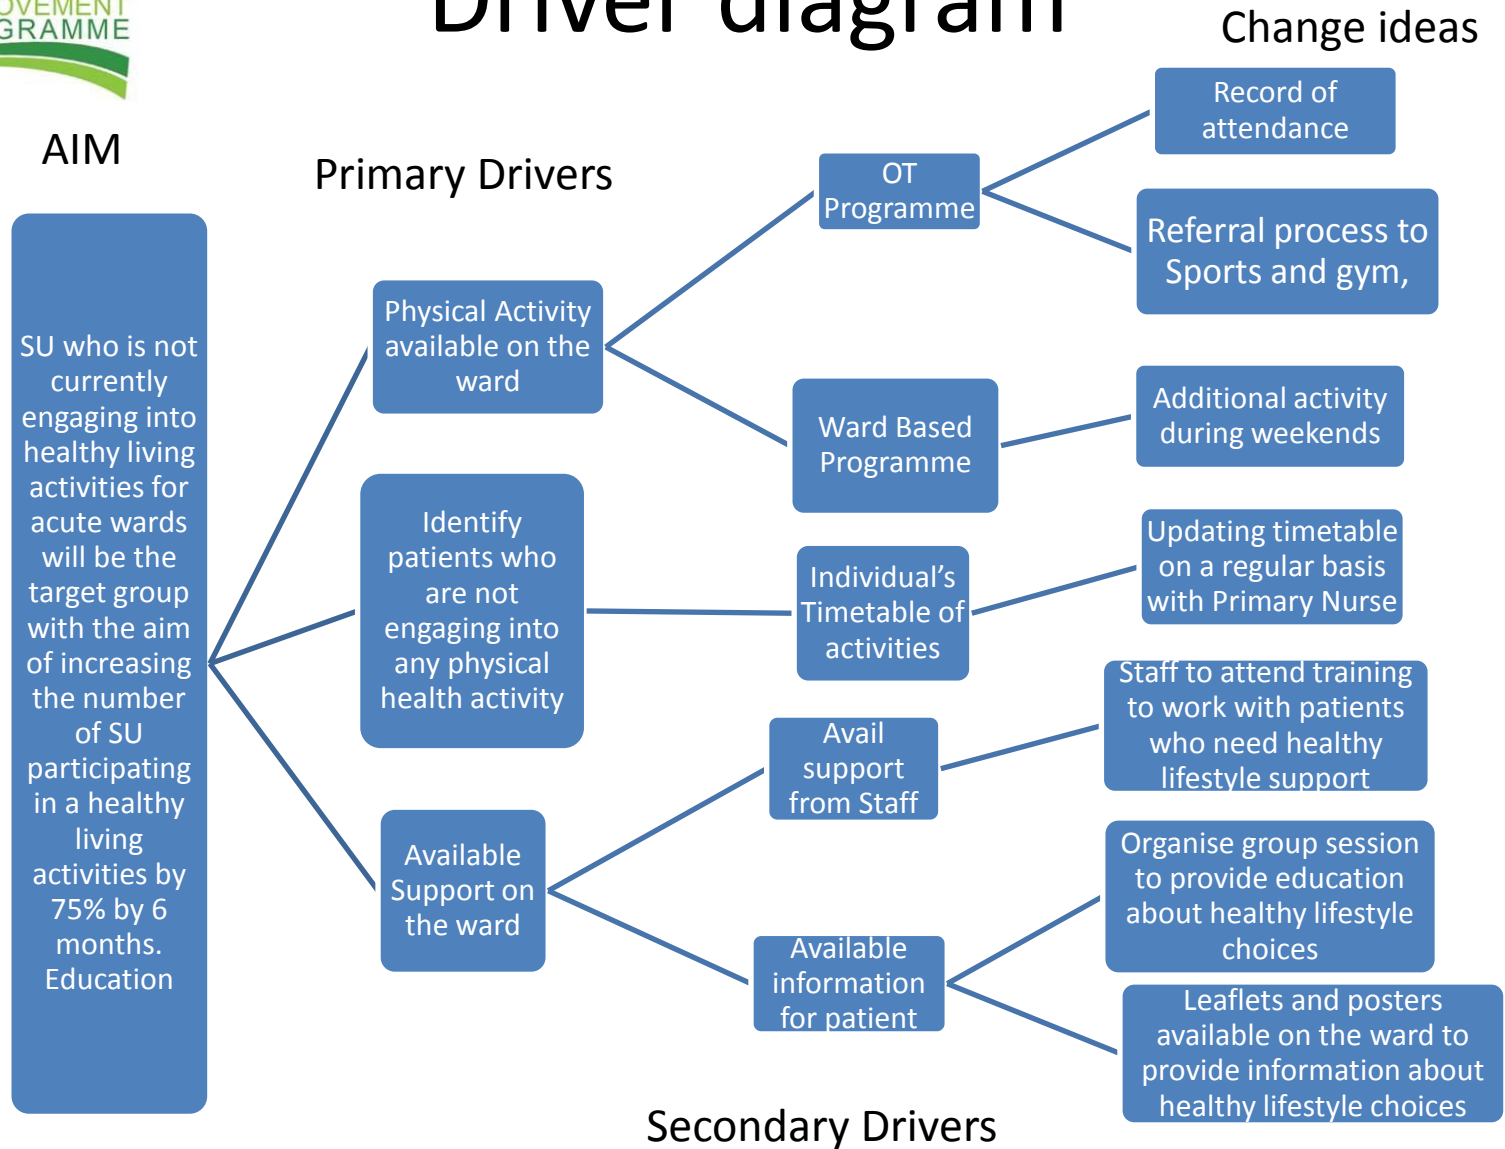 Driver diagram
Change ideas
AIM
Primary Drivers
SU who is not
currently
engaging into
healthy living
activities for
acute wards
will be the
target group
with the aim
of increasing
the number
of SU
participating
in a healthy
living
activities by
75% by 6
months.
Education
Physical Activity
available on the
ward
Identify
patients who
are not
engaging into
any physical
health activity
Available
Support on
the ward
OT
Programme
Ward Based
Programme
Individual’s
Timetable of
activities
Avail
support
from Staff
Available
information
for patient
Secondary Drivers
Record of
attendance
Referral process to
Sports and gym,
Additional activity
during weekends
Updating timetable
on a regular basis
with Primary Nurse
Staff to attend training
to work with patients
who need healthy
lifestyle support
Organise group session
to provide education
about healthy lifestyle
choices
Leaflets and posters
available on the ward to
provide information about
healthy lifestyle choices